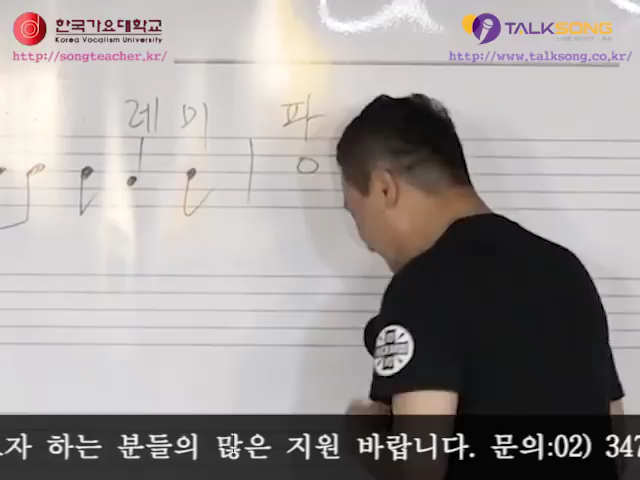 한국가요대학교
Korea Vocalism University
http://songteacher.kr/
TALKSONG
http://www.talksong.co.kr/
레 미 파
자 하는 분들의 많은 지원 바랍니다. 문의:02) 347